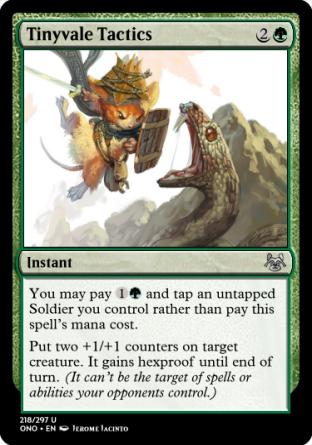 Tinyvale Tactics 2
Instant
You may pay 1 and tap an untapped
Soldier you control rather than pay this
spell's mana cost.
Put two +1/+1 counters on target
creature. It gains hexproof until end of
turn. (It can't be the target of spells or
abilities your opponents control.)
218/297 U
ONO • EN Jerome Jacinto